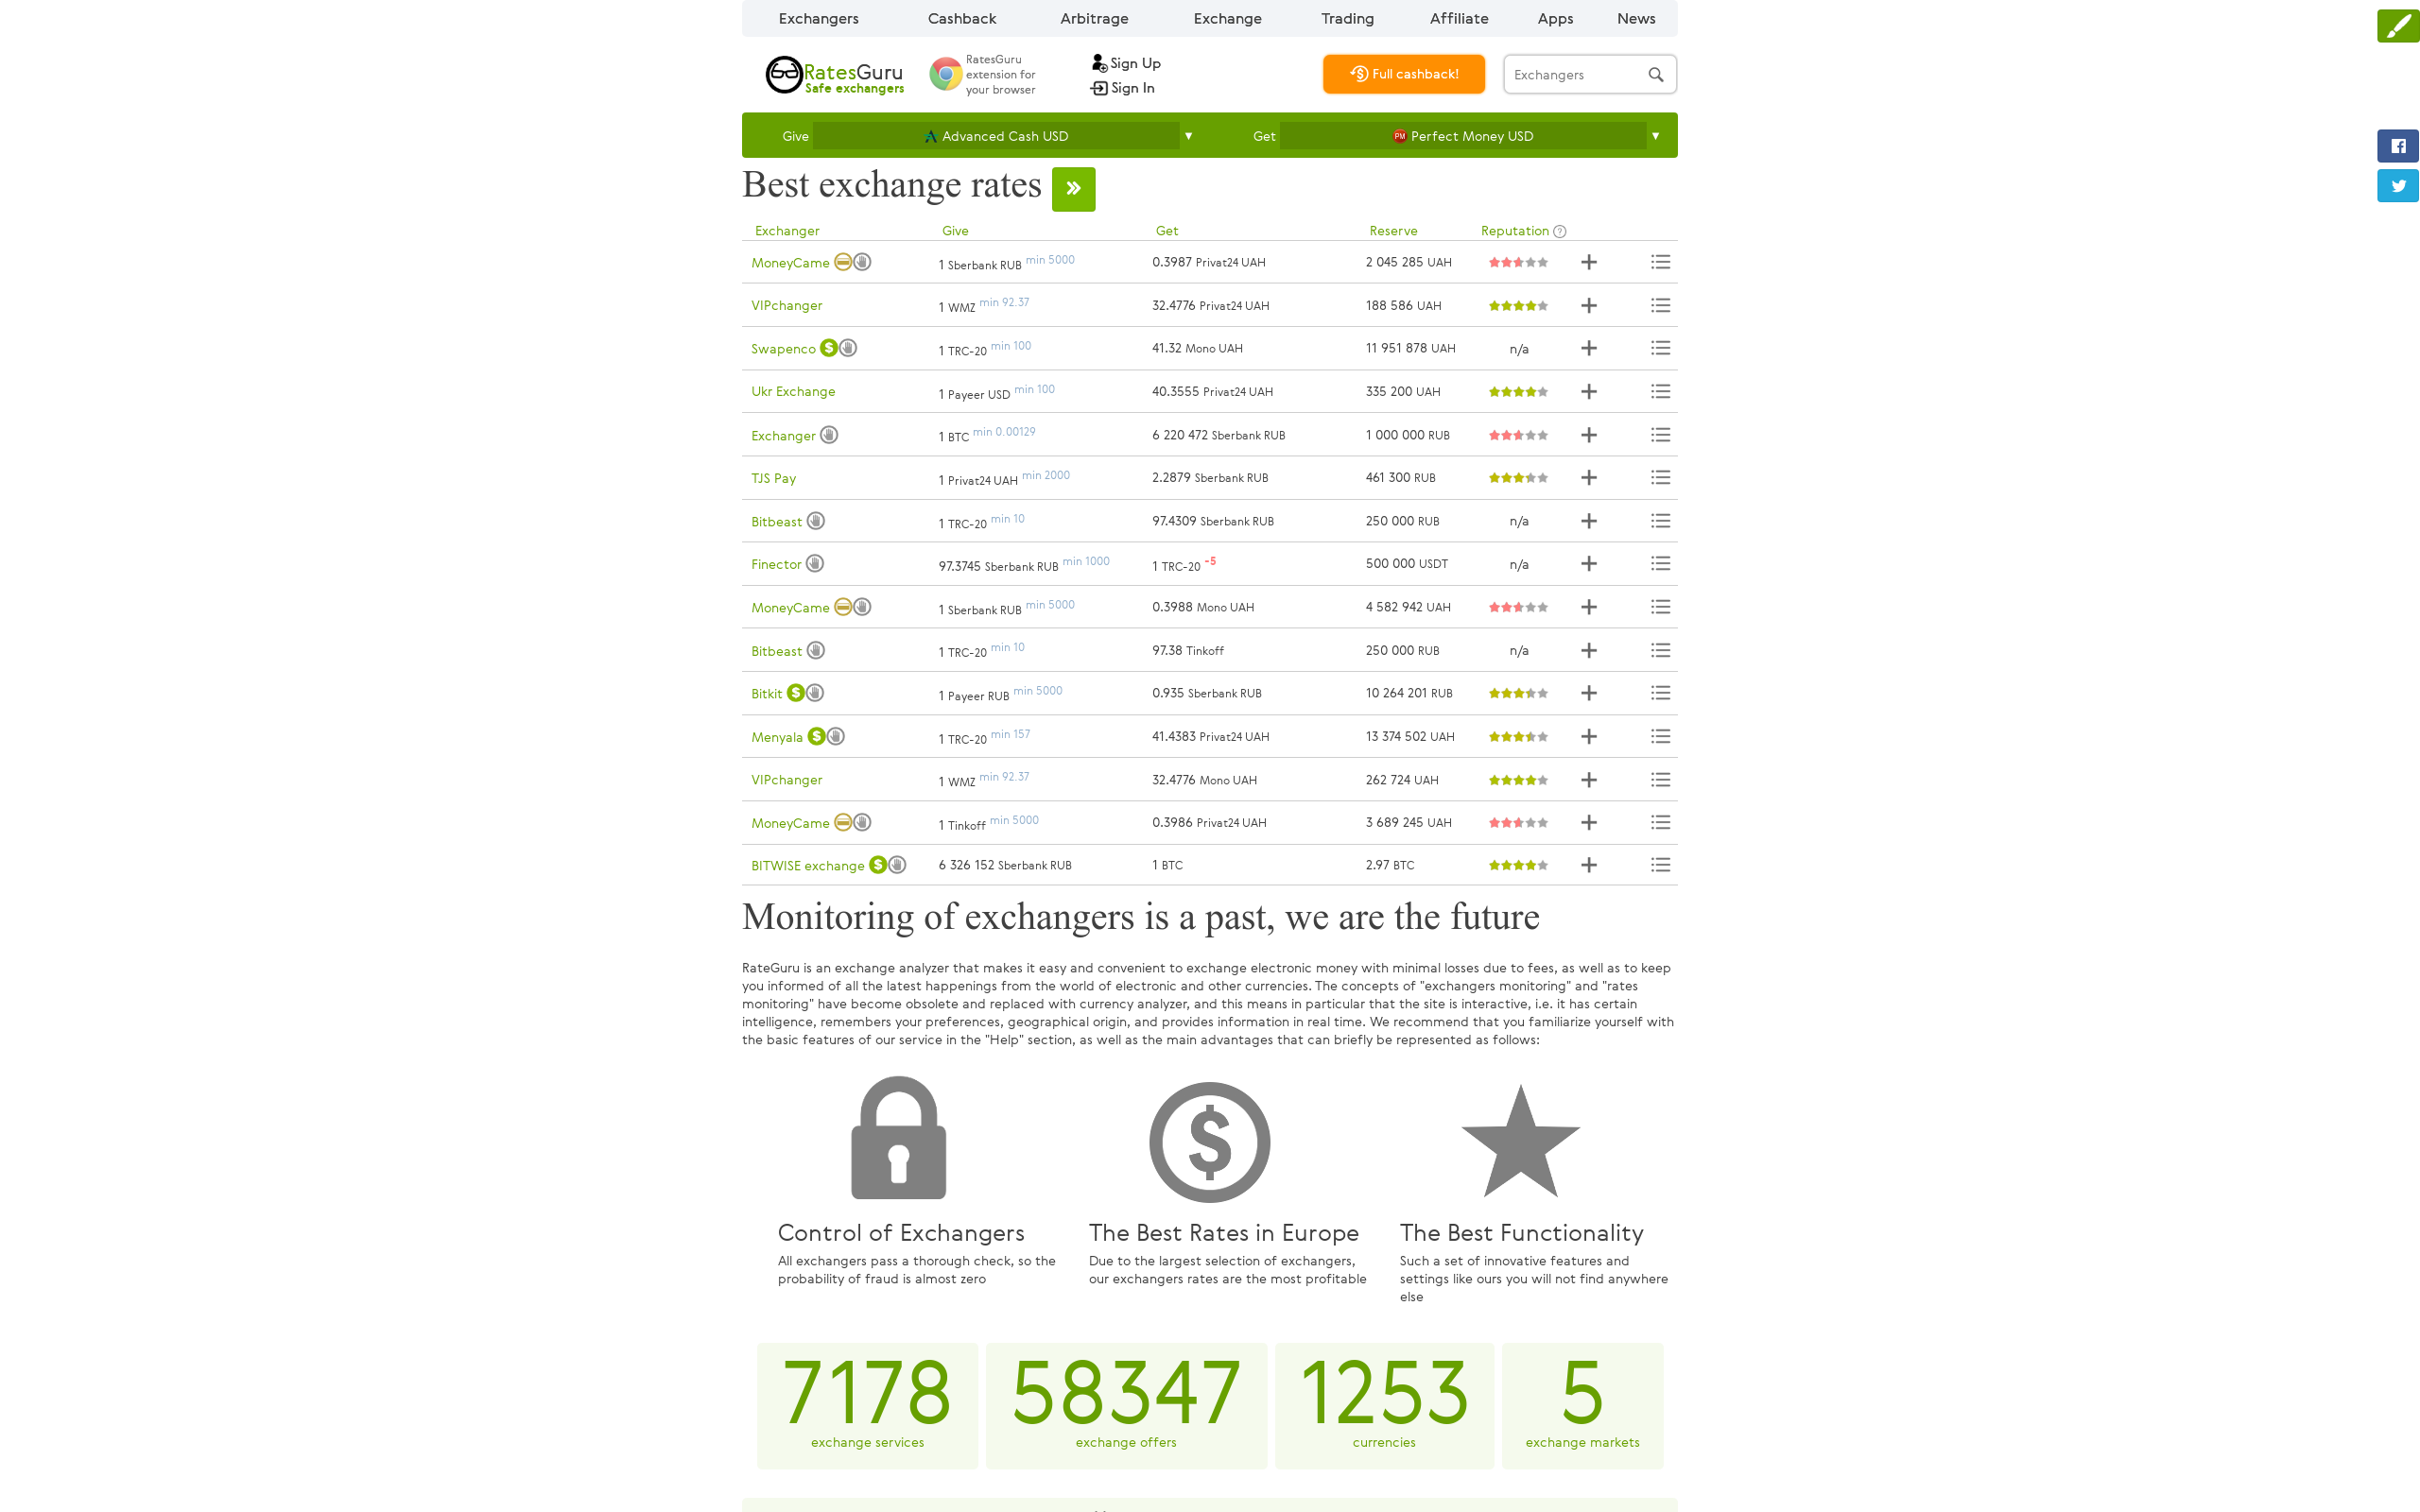 Exchangers Cashback Arbitrage Exchange Trading Affiliate Apps News
RatesGuru
Safe exchangers
RatesGuru
extension for
your browser
Sign Up
Sign In
Full cashback!
Exchangers
Give Advanced Cash USD ▼ Get PM Perfect Money USD ▼
Best exchange rates »
Exchanger Give Get Reserve Reputation ?
MoneyCame 1 Sberbank RUB min 5000 0.3987 Privat24 UAH 2 045 285 UAH
VIPchanger 1 WMZ min 92.37 32.4776 Privat24 UAH 188 586 UAH
Swapenco 1 TRC-20 min 100 41.32 Mono UAH 11 951 878 UAH n/a
Ukr Exchange 1 Payeer USD min 100 40.3555 Privat24 UAH 335 200 UAH
Exchanger 1 BTC min 0.00129 6 220 472 Sberbank RUB 1 000 000 RUB
TJS Pay 1 Privat24 UAH min 2000 2.2879 Sberbank RUB 461 300 RUB
Bitbeast 1 TRC-20 min 10 97.4309 Sberbank RUB 250 000 RUB n/a
Finector 97.3745 Sberbank RUB min 1000 1 TRC-20 -5 500 000 USDT n/a
MoneyCame 1 Sberbank RUB min 5000 0.3988 Mono UAH 4 582 942 UAH
Bitbeast 1 TRC-20 min 10 97.38 Tinkoff 250 000 RUB n/a
Bitkit 1 Payeer RUB min 5000 0.935 Sberbank RUB 10 264 201 RUB
Menyala 1 TRC-20 min 157 41.4383 Privat24 UAH 13 374 502 UAH
VIPchanger 1 WMZ min 92.37 32.4776 Mono UAH 262 724 UAH
MoneyCame 1 Tinkoff min 5000 0.3986 Privat24 UAH 3 689 245 UAH
BITWISE exchange 6 326 152 Sberbank RUB 1 BTC 2.97 BTC
Monitoring of exchangers is a past, we are the future
RateGuru is an exchange analyzer that makes it easy and convenient to exchange electronic money with minimal losses due to fees, as well as to keep
you informed of all the latest happenings from the world of electronic and other currencies. The concepts of "exchangers monitoring" and "rates
monitoring" have become obsolete and replaced with currency analyzer, and this means in particular that the site is interactive, i.e. it has certain
intelligence, remembers your preferences, geographical origin, and provides information in real time. We recommend that you familiarize yourself with
the basic features of our service in the "Help" section, as well as the main advantages that can briefly be represented as follows:
Control of Exchangers
All exchangers pass a thorough check, so the
probability of fraud is almost zero
The Best Rates in Europe
Due to the largest selection of exchangers,
our exchangers rates are the most profitable
The Best Functionality
Such a set of innovative features and
settings like ours you will not find anywhere
else
7178
exchange services
58347
exchange offers
1253
currencies
5
exchange markets